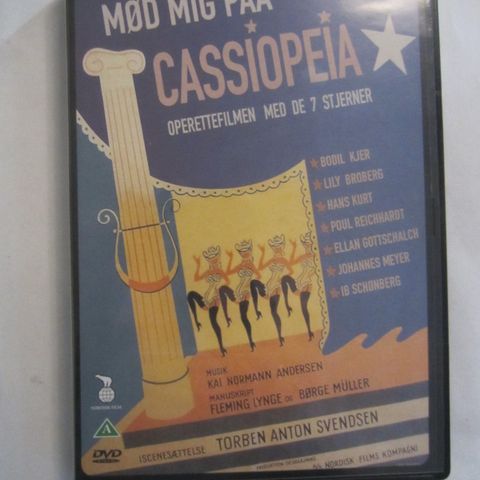 MØD MIG PAA
CASSIOPEIA
OPERETTEFILMEN MED DE 7 STJERNER
BODIL KJER
LILY BROBERG
HANS KURT
POUL REICHHARDT
ELLAN GOTTSCHALCH
JOHANNES MEYER
IB SCHØNBERG
MUSIK
KAI NORMANN ANDERSEN
MANUSKRIPT
FLEMING LYNGE OG BØRGE MÜLLER
ISCENESÆTTELSE TORBEN ANTON SVENDSEN
NORDISK FILM
A
DVD
A/S NORDISK FILMS KOMPAGNI